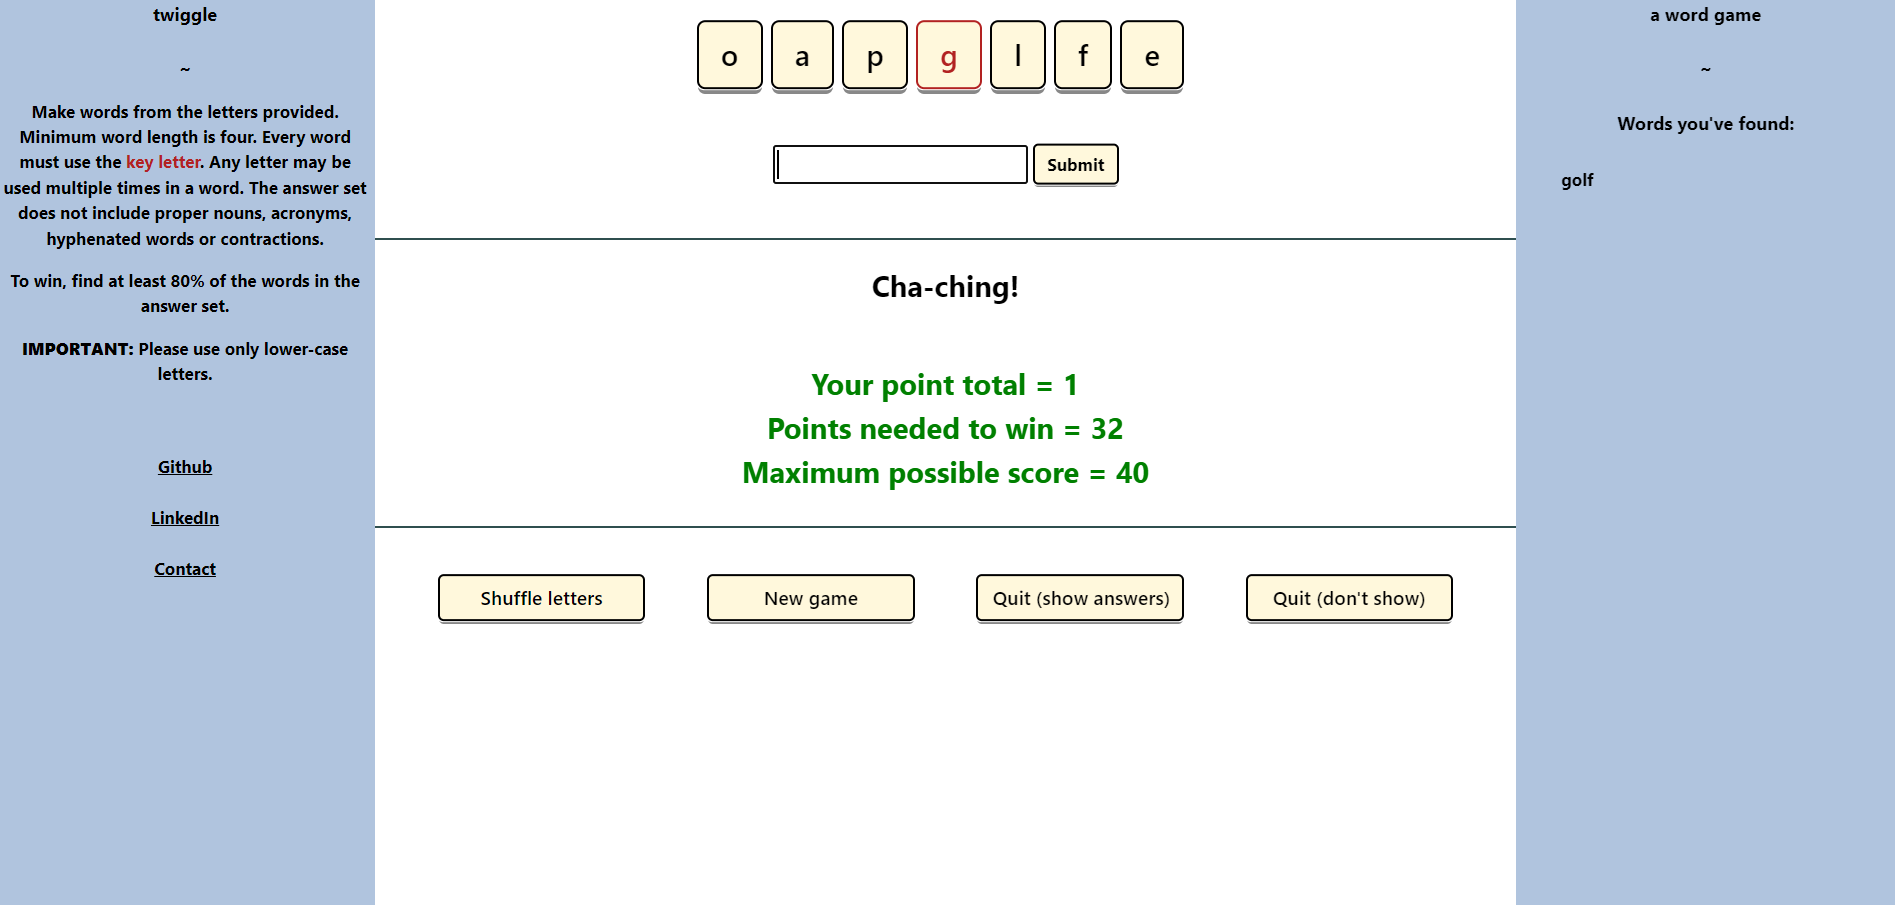 twiggle
~
Make words from the letters provided.
Minimum word length is four. Every word
must use the key letter. Any letter may be
used multiple times in a word. The answer set
does not include proper nouns, acronyms,
hyphenated words or contractions.
To win, find at least 80% of the words in the
answer set.
IMPORTANT: Please use only lower-case
letters.
Github
LinkedIn
Contact
o a p g l f e
Submit
Cha-ching!
Your point total = 1
Points needed to win = 32
Maximum possible score = 40
Shuffle letters
New game
Quit (show answers)
Quit (don't show)
a word game
~
Words you've found:
golf